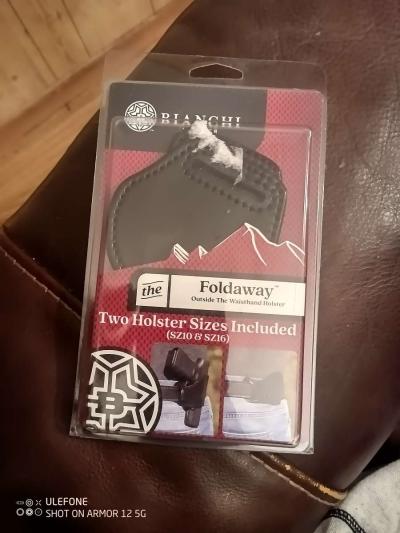 BIANCHI
the
Foldaway™
Outside The Waistband Holster
Two Holster Sizes Included
(SZ10 & SZ16)
B
ULEFONE
SHOT ON ARMOR 12 5G